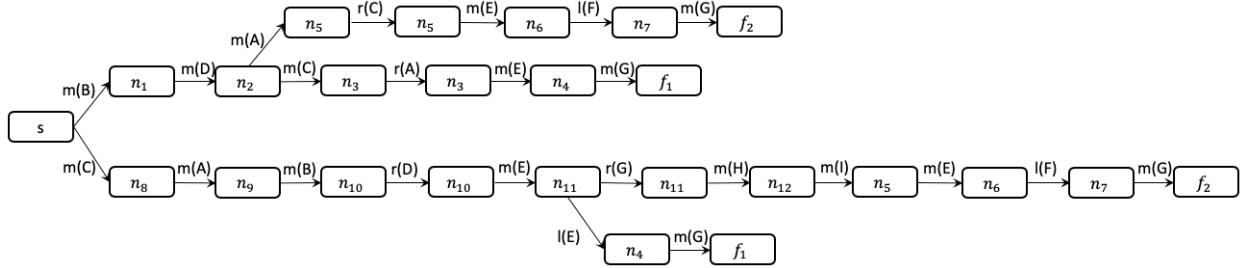 r(C) m(E) l(F) m(G)
n₅ n₅ n₆ n₇ f₂
m(A)
m(D) m(C) r(A) m(E) m(G)
m(B) n₁ n₂ n₃ n₃ n₄ f₁
s
m(C) m(A) m(B) r(D) m(E) r(G) m(H) m(I) m(E) l(F) m(G)
n₈ n₉ n₁₀ n₁₀ n₁₁ n₁₁ n₁₂ n₅ n₆ n₇ f₂
l(E) m(G)
n₄ f₁